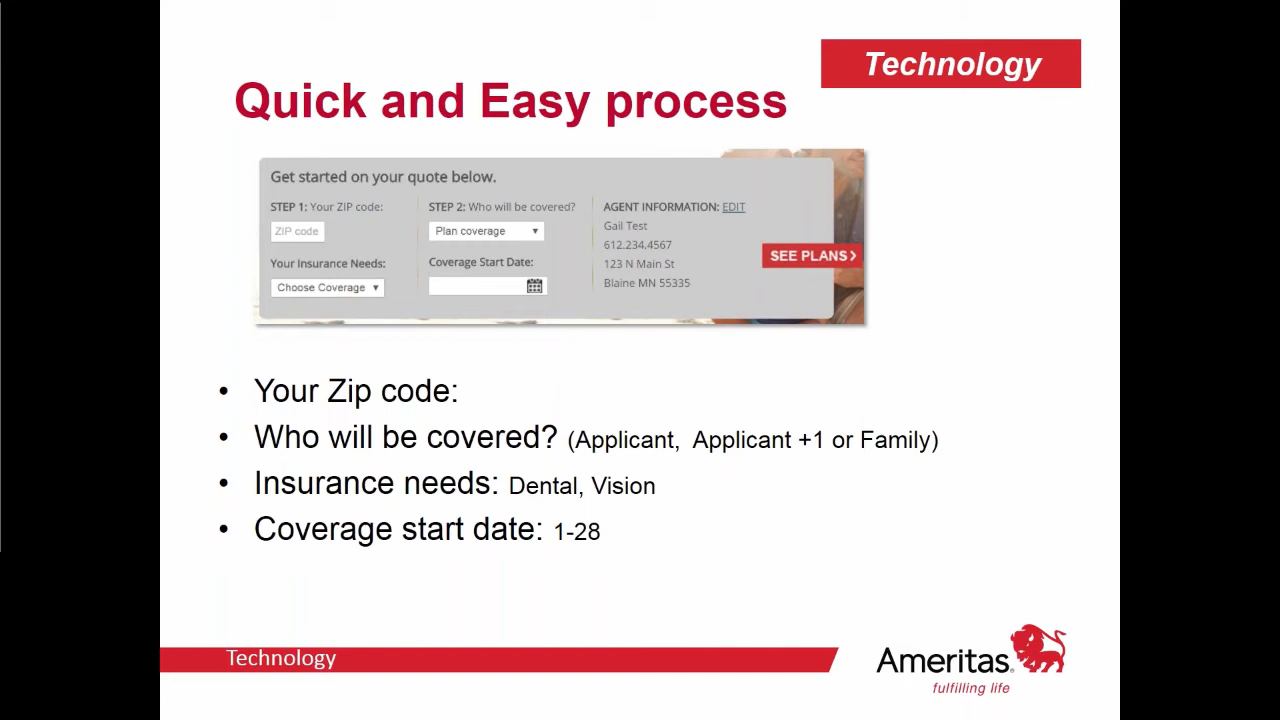 Technology
Quick and Easy process
Get started on your quote below.
STEP 1: Your ZIP code:
ZIP code
Your Insurance Needs:
Choose Coverage
STEP 2: Who will be covered?
Plan coverage
Coverage Start Date:
AGENT INFORMATION: EDIT
Gail Test
612.234.4567
123 N Main St
Blaine MN 55335
SEE PLANS
• Your Zip code:
• Who will be covered? (Applicant, Applicant +1 or Family)
• Insurance needs: Dental, Vision
• Coverage start date: 1-28
Technology
Ameritas
fulfilling life